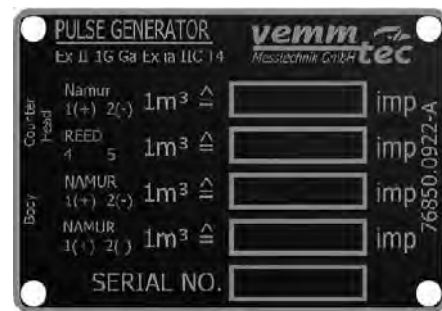 PULSE GENERATOR
Ex II 1G Ga Ex ia IIC T4
vemm tec
Messtechnik GmbH
Counter Head
Namur
1(+) 2(-) 1m³ ≙ imp
REED
4 5 1m³ ≙ imp
Body
NAMUR
1(+) 2(-) 1m³ ≙ imp
NAMUR
1(+) 2(-) 1m³ ≙ imp
SERIAL NO.
76850.0922-A